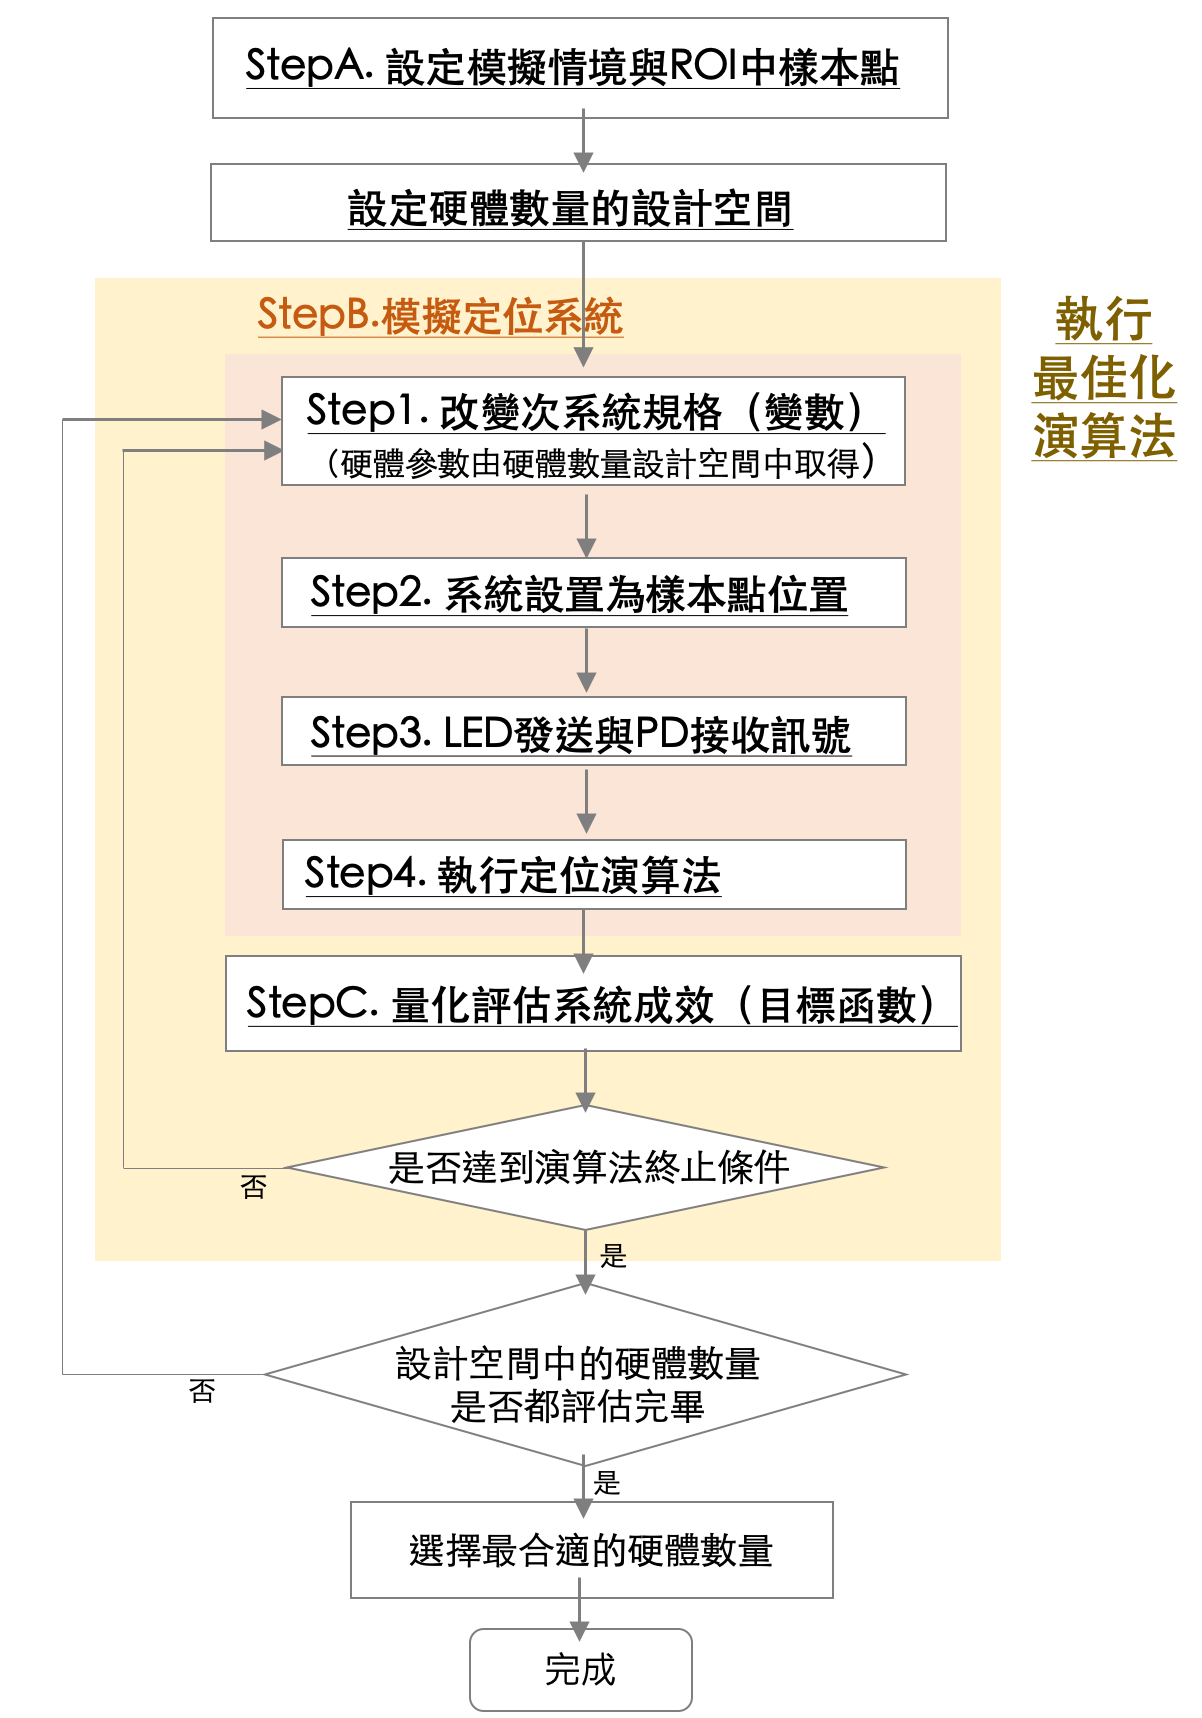 StepA. 設定模擬情境與ROI中樣本點
設定硬體數量的設計空間
StepB.模擬定位系統
執行
最佳化
演算法
Step1. 改變次系統規格（變數）
（硬體參數由硬體數量設計空間中取得）
Step2. 系統設置為樣本點位置
Step3. LED發送與PD接收訊號
Step4. 執行定位演算法
StepC. 量化評估系統成效（目標函數）
是否達到演算法終止條件
否
是
設計空間中的硬體數量
是否都評估完畢
否
是
選擇最合適的硬體數量
完成